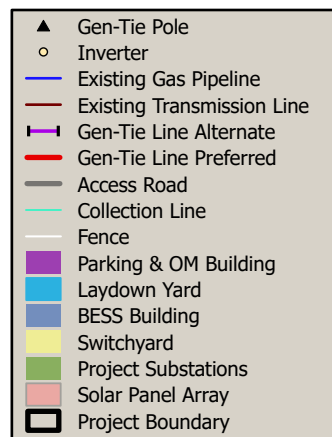 Gen-Tie Pole
Inverter
Existing Gas Pipeline
Existing Transmission Line
Gen-Tie Line Alternate
Gen-Tie Line Preferred
Access Road
Collection Line
Fence
Parking & OM Building
Laydown Yard
BESS Building
Switchyard
Project Substations
Solar Panel Array
Project Boundary